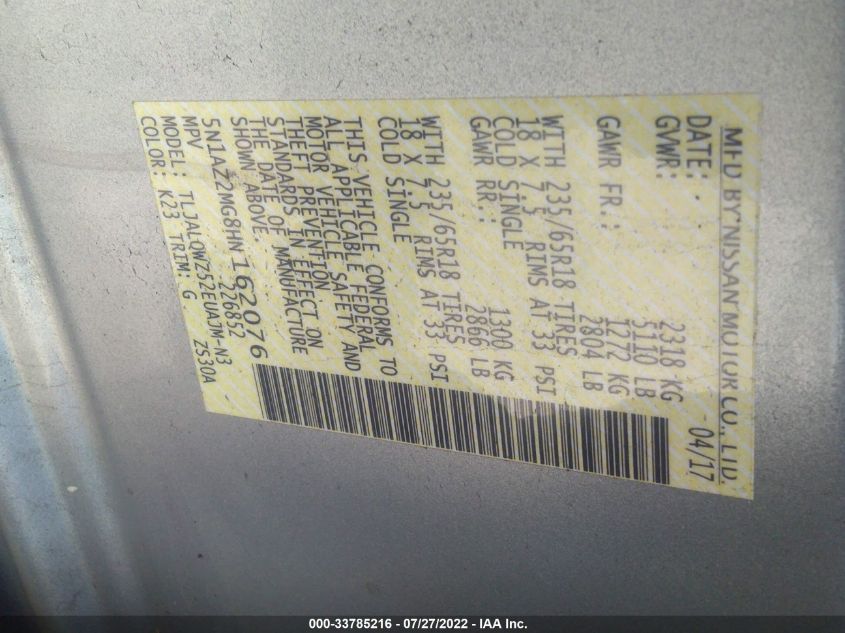 MFD BY NISSAN MOTOR CO., LTD.
DATE: 04/17
GVWR: 2318 KG
5110 LB
GAWR FR: 1272 KG
2804 LB
WITH 235/65R18 TIRES
18 X 7.5 RIMS AT 33 PSI
COLD SINGLE
GAWR RR: 1300 KG
2866 LB
WITH 235/65R18 TIRES
18 X 7.5 RIMS AT 33 PSI
COLD SINGLE
THIS VEHICLE CONFORMS TO
ALL APPLICABLE FEDERAL
MOTOR VEHICLE SAFETY AND
THEFT PREVENTION
STANDARDS IN EFFECT ON
THE DATE OF MANUFACTURE
SHOWN ABOVE.
5N1AZ2MG8HN162076
MPV 226852
MODEL: TLJALQWZ52EUAJM-N3
COLOR: K23 TRIM: G ZS30A
000-33785216 - 07/27/2022 - IAA Inc.